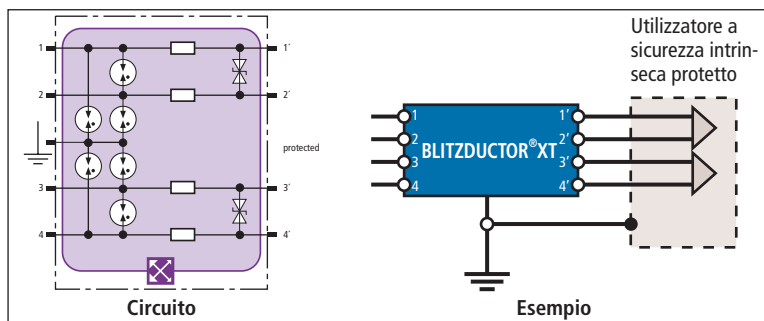 1
1´
2
2´
protected
3
3´
4
4´
Circuito
Utilizzatore a
sicurezza intrin-
seca protetto
1
1’
2
2’
BLITZDUCTOR®XT
3
3’
4
4’
Esempio